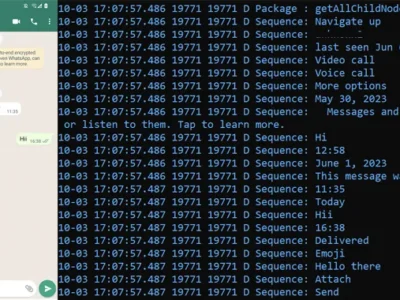 to-end encrypted
even WhatsApp, can
to learn more
11:35
Hii
16:38
10-03 17:07:57.486 19771 19771 D Package : getAllChildNode
10-03 17:07:57.486 19771 19771 D Sequence: Navigate up
10-03 17:07:57.486 19771 19771 D Sequence:
10-03 17:07:57.486 19771 19771 D Sequence: last seen Jun
10-03 17:07:57.486 19771 19771 D Sequence: Video call
10-03 17:07:57.486 19771 19771 D Sequence: Voice call
10-03 17:07:57.486 19771 19771 D Sequence: More options
10-03 17:07:57.486 19771 19771 D Sequence: May 30, 2023
10-03 17:07:57.486 19771 19771 D Sequence: Messages and
or listen to them. Tap to learn more.
10-03 17:07:57.486 19771 19771 D Sequence: Hi
10-03 17:07:57.486 19771 19771 D Sequence: 12:58
10-03 17:07:57.486 19771 19771 D Sequence: June 1, 2023
10-03 17:07:57.486 19771 19771 D Sequence: This message wa
10-03 17:07:57.487 19771 19771 D Sequence: 11:35
10-03 17:07:57.487 19771 19771 D Sequence: Today
10-03 17:07:57.487 19771 19771 D Sequence: Hii
10-03 17:07:57.487 19771 19771 D Sequence: 16:38
10-03 17:07:57.487 19771 19771 D Sequence: Delivered
10-03 17:07:57.487 19771 19771 D Sequence: Emoji
10-03 17:07:57.487 19771 19771 D Sequence: Hello there
10-03 17:07:57.487 19771 19771 D Sequence: Attach
10-03 17:07:57.487 19771 19771 D Sequence: Send